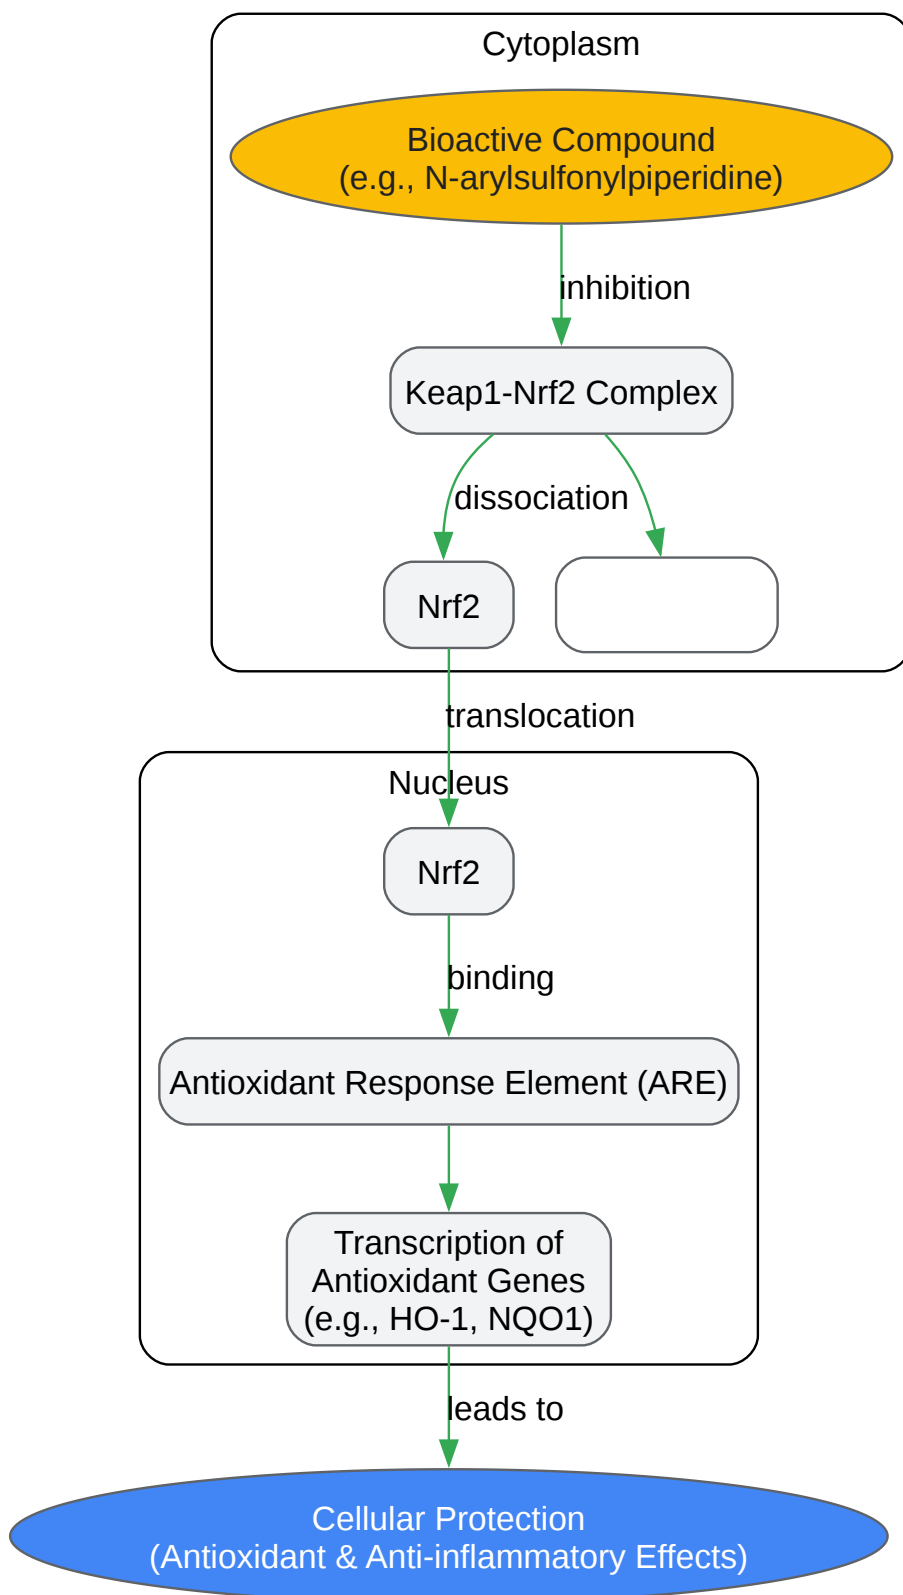 Cytoplasm
Bioactive Compound
(e.g., N-arylsulfonylpiperidine)
inhibition
Keap1-Nrf2 Complex
dissociation
Nrf2
translocation
Nucleus
Nrf2
binding
Antioxidant Response Element (ARE)
Transcription of
Antioxidant Genes
(e.g., HO-1, NQO1)
leads to
Cellular Protection
(Antioxidant & Anti-inflammatory Effects)